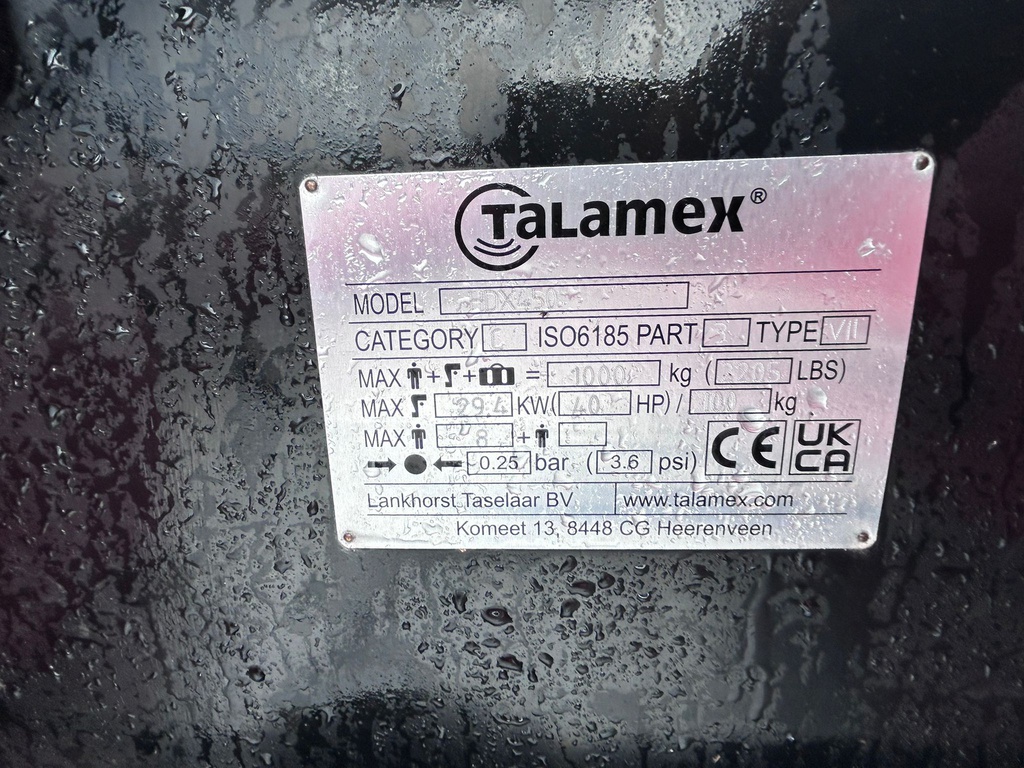 TaLamex®
MODEL
CATEGORY C ISO6185 PART 3 TYPE VII
MAX + + = 1000 kg ( 2205 LBS)
MAX 29.4 KW( 40 HP) / 100 kg
MAX 8 +
0.25 bar ( 3.6 psi) CE UK CA
Lankhorst Taselaar BV. www.talamex.com
Komeet 13, 8448 CG Heerenveen